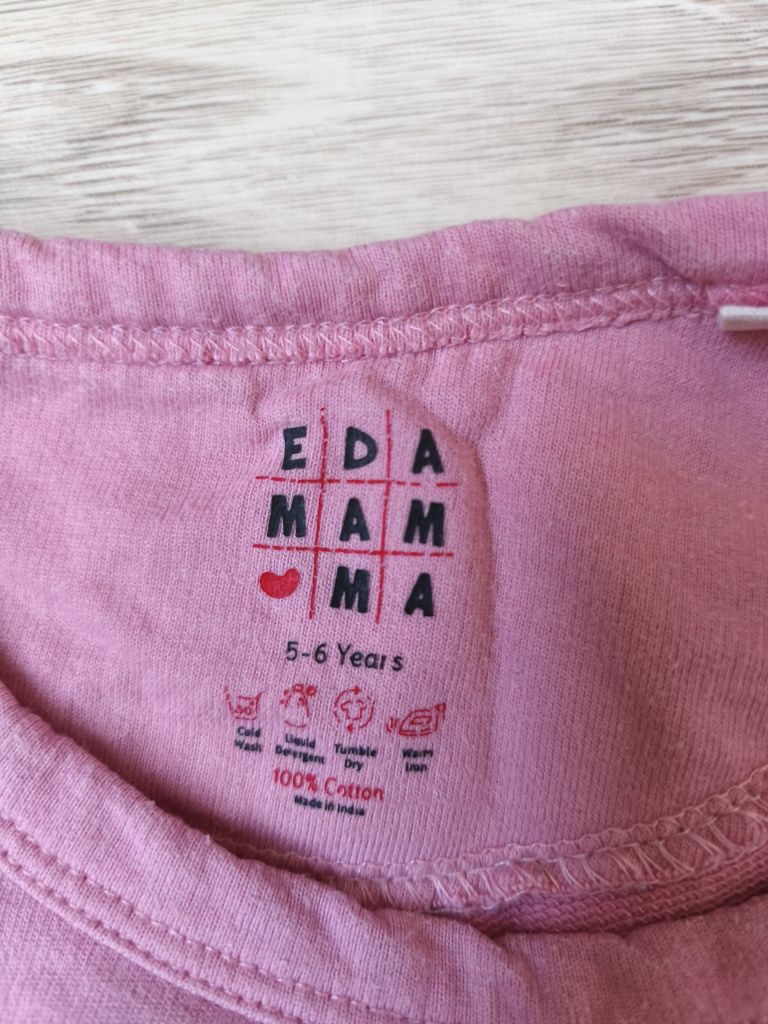 E D A
M A M
M A
5-6 Years
Cold Wash
Liquid Detergent
Tumble Dry
Warm Iron
100% Cotton
Made in India